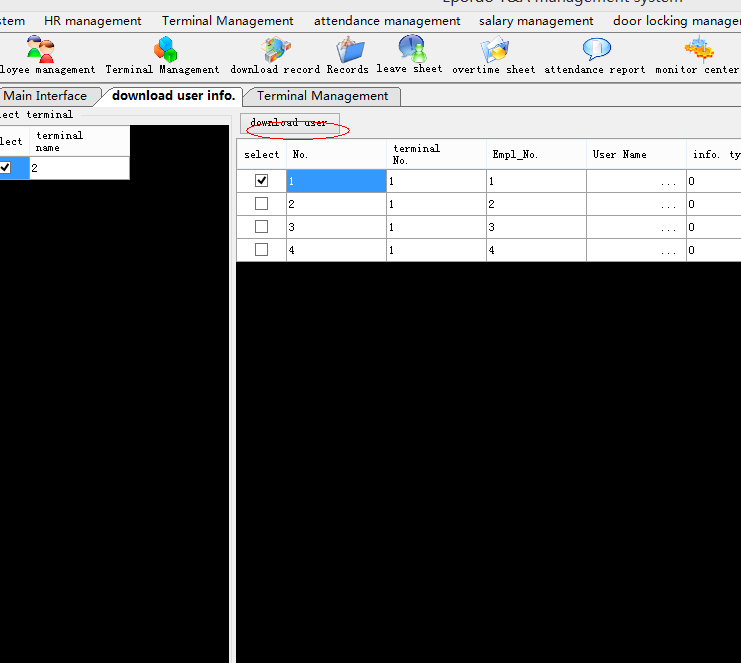 stem HR management Terminal Management attendance management salary management door locking manager
loyee management Terminal Management download record Records leave sheet overtime sheet attendance report monitor center
Main Interface download user info. Terminal Management
lect terminal
download user
lect terminal name
2
select No. terminal No. Empl_No. User Name info. ty
1 1 1 ... 0
2 1 2 ... 0
3 1 3 ... 0
4 1 4 ... 0